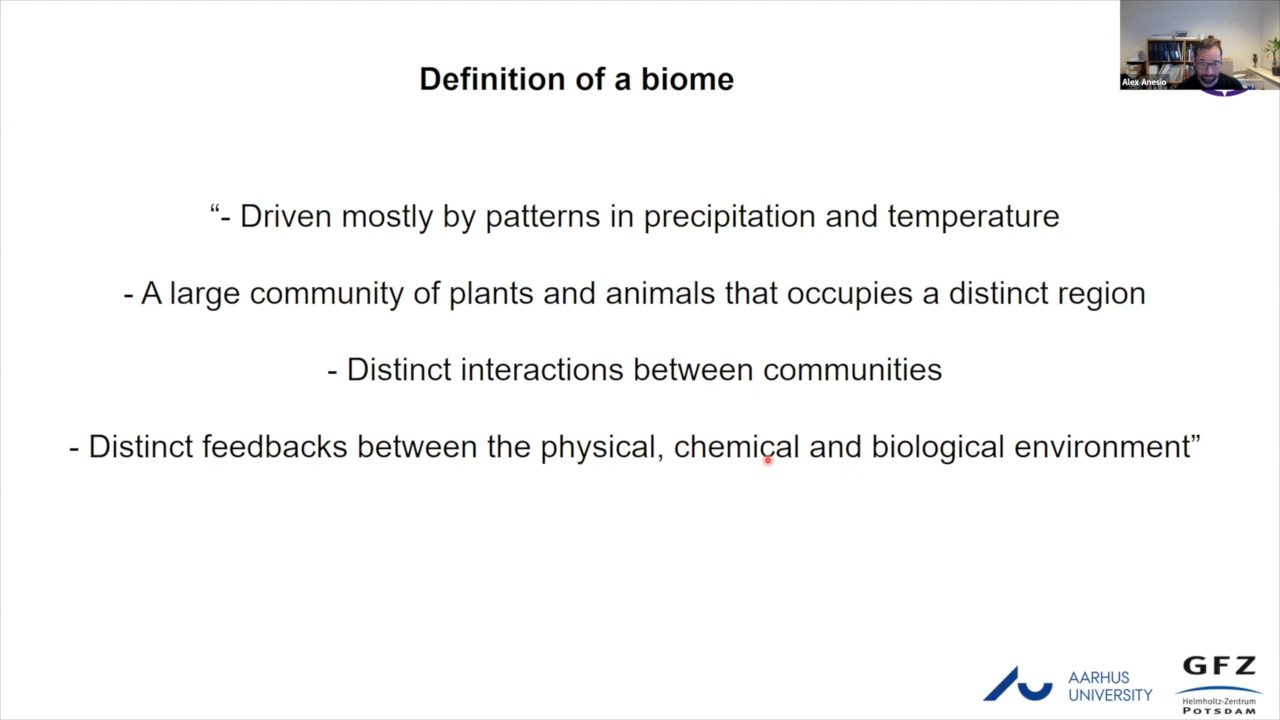 Definition of a biome
Alex Anesio
“- Driven mostly by patterns in precipitation and temperature
- A large community of plants and animals that occupies a distinct region
- Distinct interactions between communities
- Distinct feedbacks between the physical, chemical and biological environment”
AARHUS
UNIVERSITY
GFZ
Helmholtz-Zentrum
POTSDAM